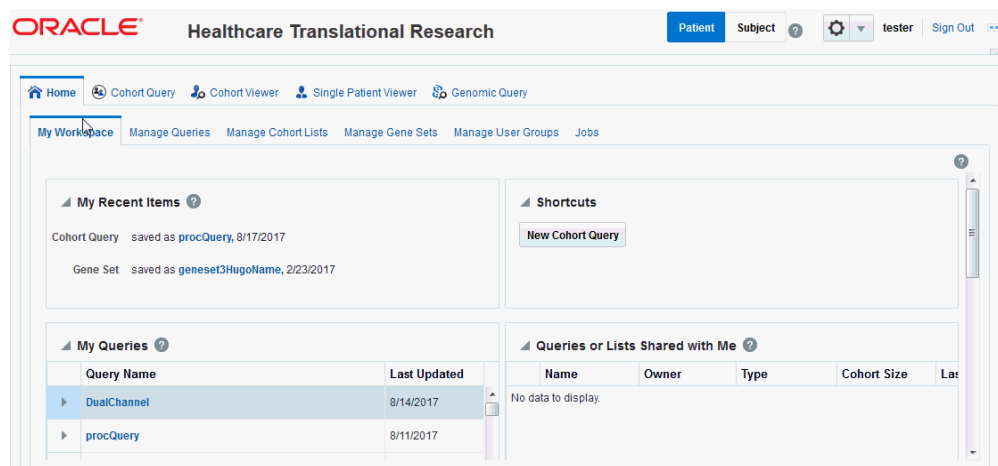 ORACLE Healthcare Translational Research Patient Subject tester Sign Out
Home Cohort Query Cohort Viewer Single Patient Viewer Genomic Query
My Workspace Manage Queries Manage Cohort Lists Manage Gene Sets Manage User Groups Jobs
My Recent Items
Cohort Query saved as procQuery, 8/17/2017
Gene Set saved as geneset3HugoName, 2/23/2017
Shortcuts
New Cohort Query
My Queries
Query Name Last Updated
DualChannel 8/14/2017
procQuery 8/11/2017
Queries or Lists Shared with Me
Name Owner Type Cohort Size
No data to display.